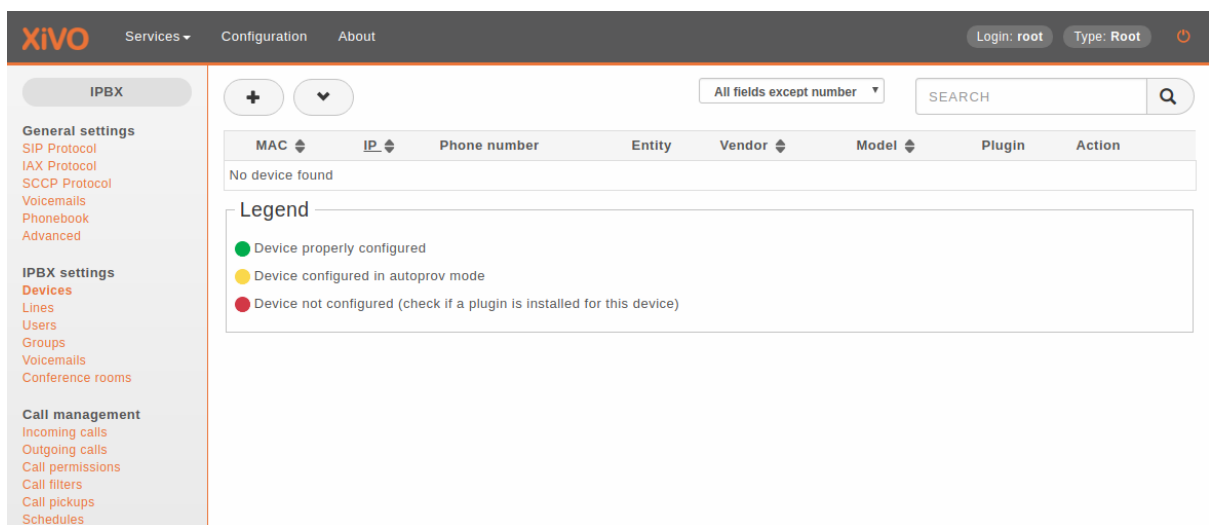 XiVO Services Configuration About Login: root Type: Root
IPBX
General settings
SIP Protocol
IAX Protocol
SCCP Protocol
Voicemails
Phonebook
Advanced
IPBX settings
Devices
Lines
Users
Groups
Voicemails
Conference rooms
Call management
Incoming calls
Outgoing calls
Call permissions
Call filters
Call pickups
Schedules
All fields except number SEARCH
MAC IP Phone number Entity Vendor Model Plugin Action
No device found
Legend
Device properly configured
Device configured in autoprov mode
Device not configured (check if a plugin is installed for this device)